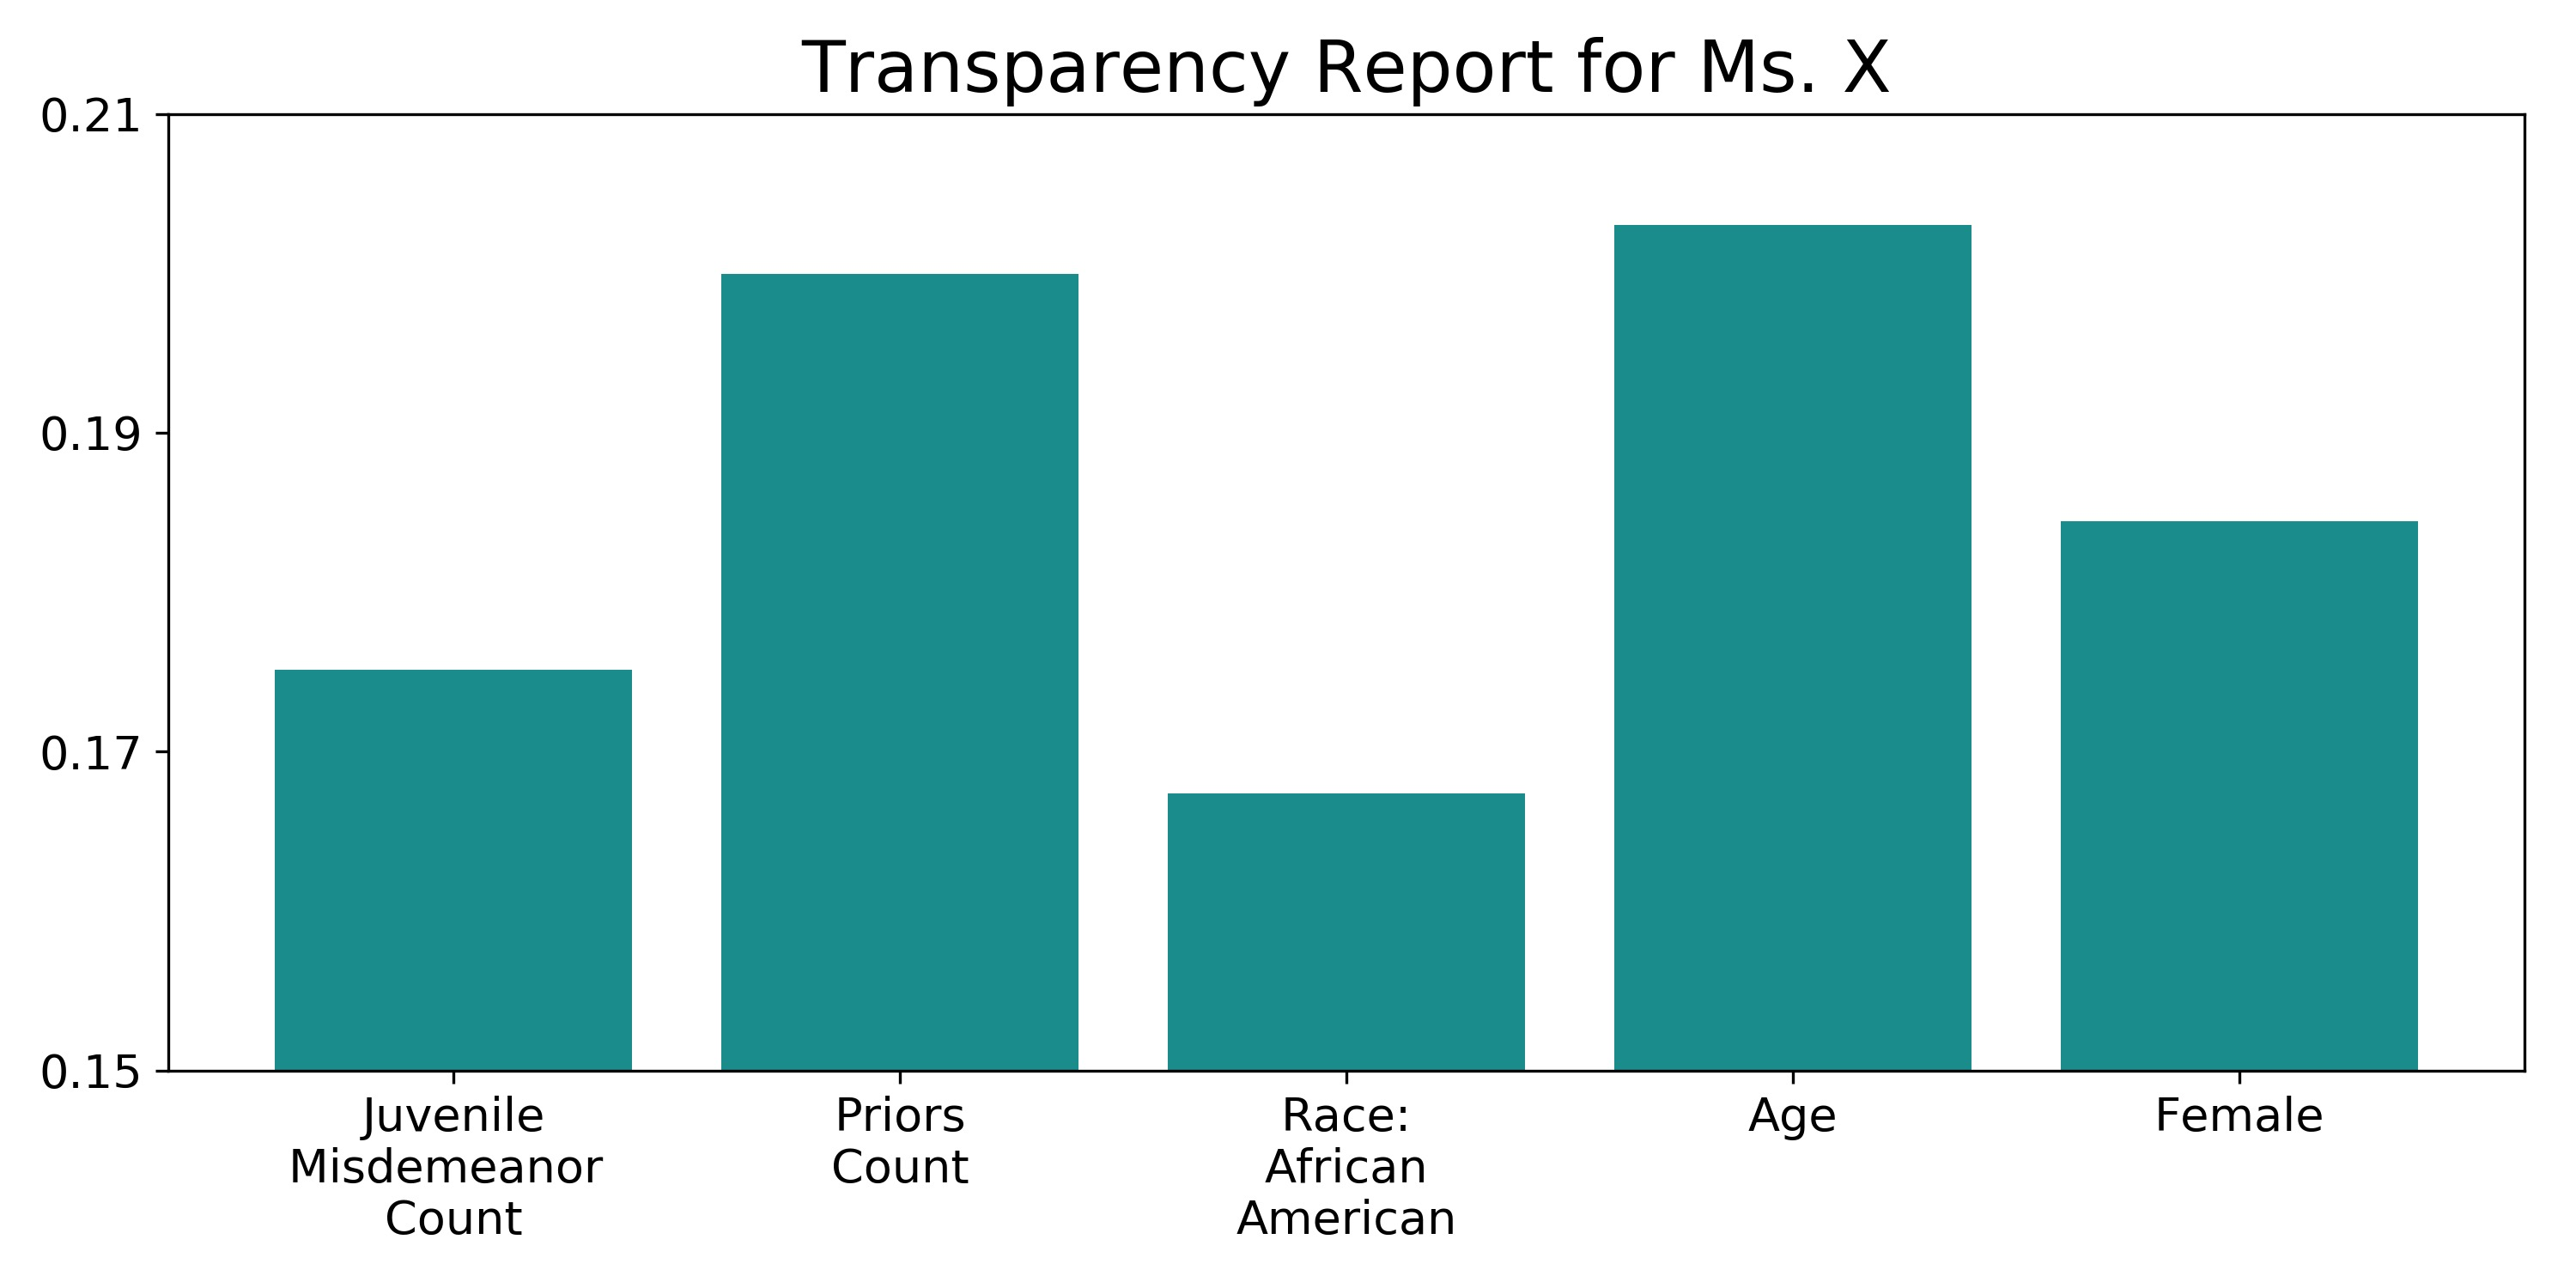 Transparency Report for Ms. X
0.21
0.19
0.17
0.15
Juvenile
Misdemeanor
Count
Priors
Count
Race:
African
American
Age
Female